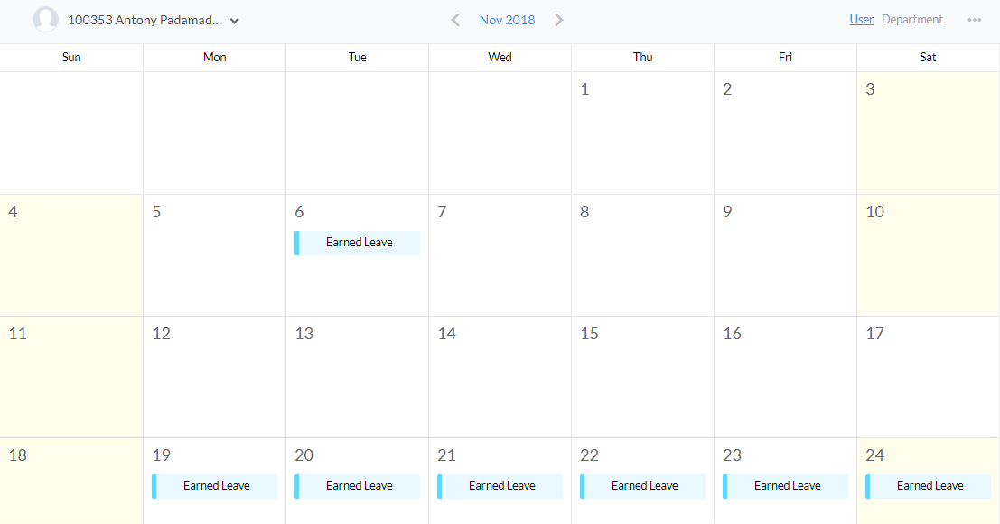 100353 Antony Padamad... Nov 2018 User Department
Sun Mon Tue Wed Thu Fri Sat
1 2 3
4 5 6 7 8 9 10
Earned Leave
11 12 13 14 15 16 17
18 19 20 21 22 23 24
Earned Leave Earned Leave Earned Leave Earned Leave Earned Leave Earned Leave